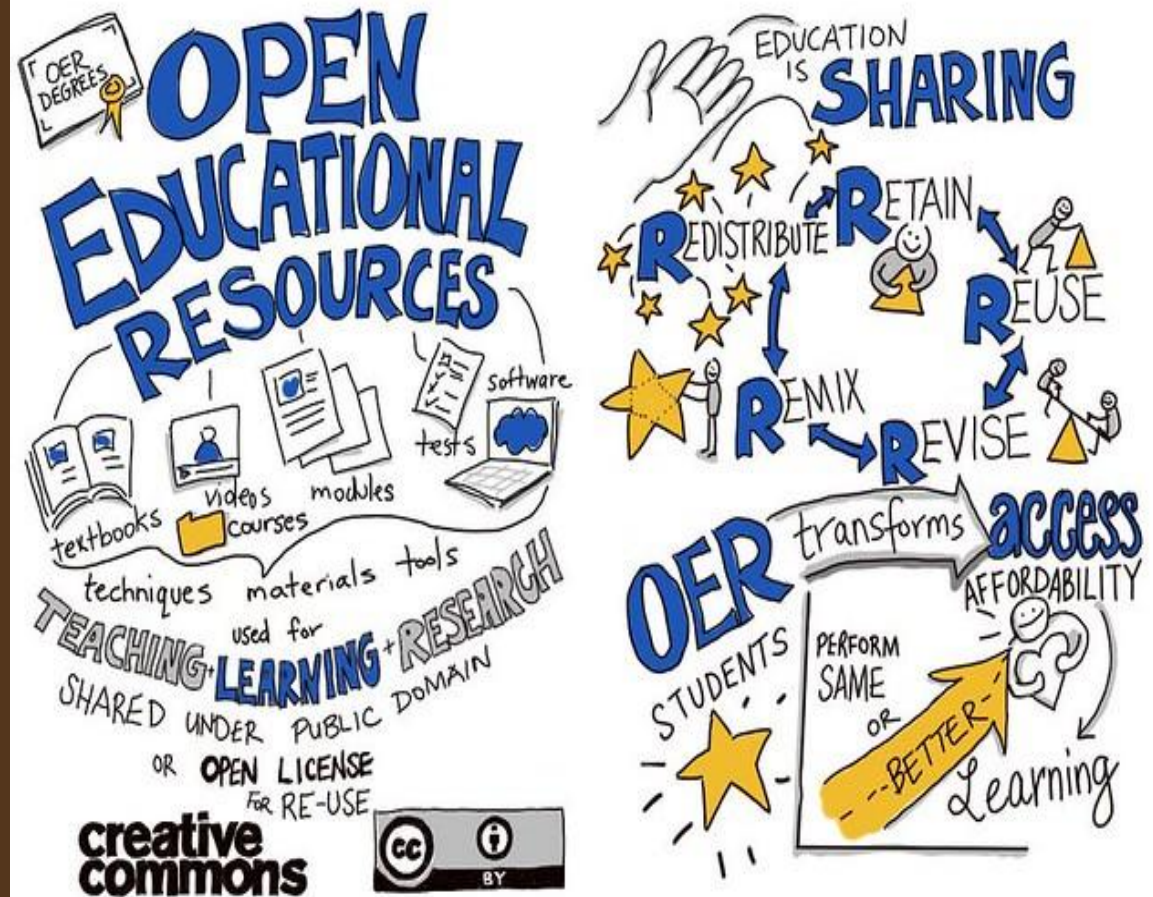 OER
DEGREES
OPEN
EDUCATIONAL
RESOURCES
textbooks
videos
courses
modules
tests
software
techniques materials tools
used for
TEACHING + LEARNING + RESEARCH
SHARED UNDER PUBLIC DOMAIN
OR OPEN LICENSE
FOR RE-USE
creative
commons
cc
BY
EDUCATION
IS SHARING
REDISTRIBUTE
RETAIN
REUSE
REMIX
REVISE
OER transforms access
AFFORDABILITY
STUDENTS
PERFORM
SAME
OR
BETTER
Learning